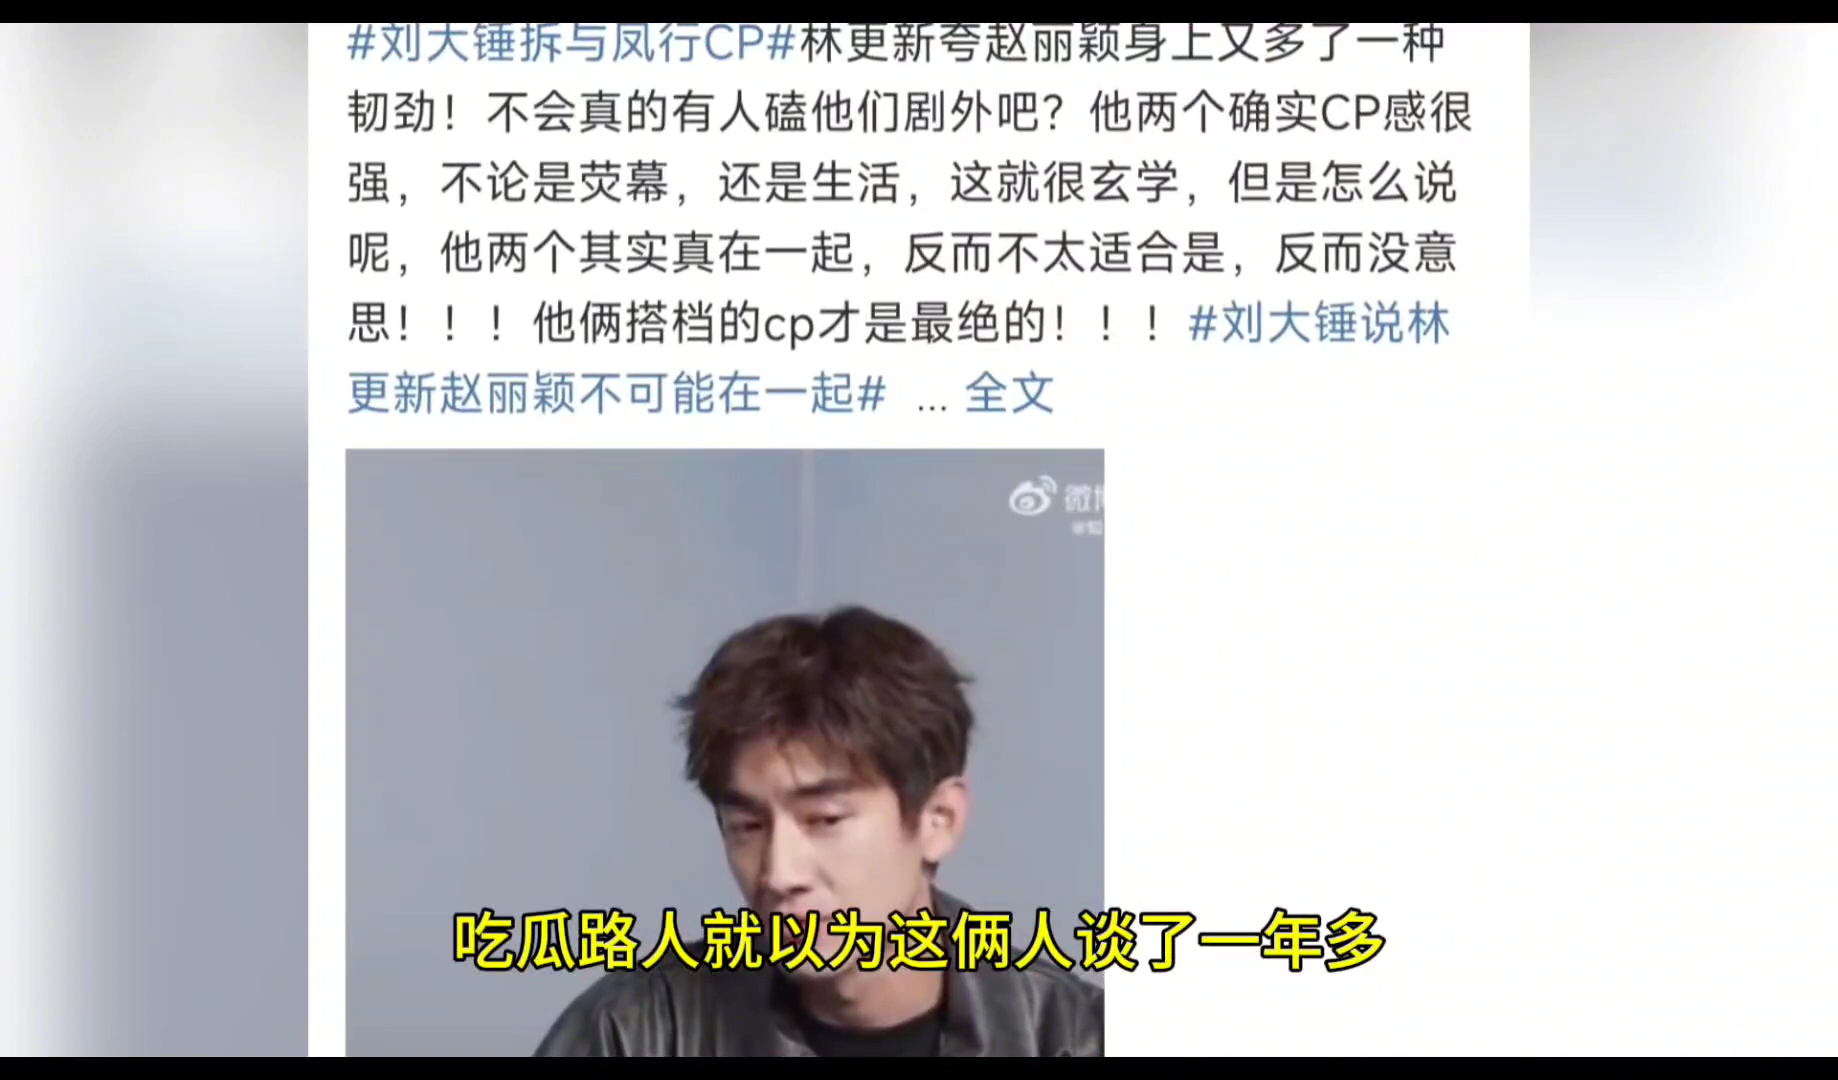 #刘大锤拆与凤行CP#林更新夸赵丽颖身上又多了一种
韧劲！不会真的有人磕他们剧外吧？他两个确实CP感很
强，不论是荧幕，还是生活，这就很玄学，但是怎么说
呢，他两个其实真在一起，反而不太适合是，反而没意
思！！！他俩搭档的cp才是最绝的！！！#刘大锤说林
更新赵丽颖不可能在一起# ... 全文
微
吃瓜路人就以为这俩人谈了一年多